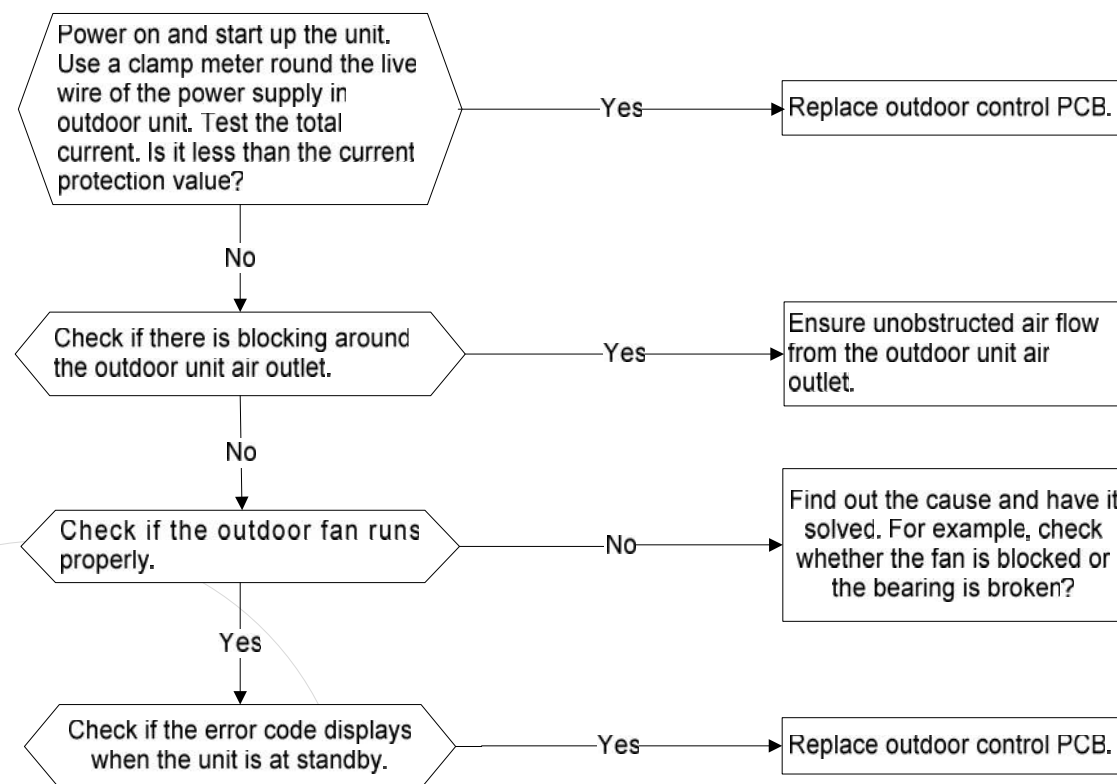 Power on and start up the unit.
Use a clamp meter round the live
wire of the power supply in
outdoor unit. Test the total
current. Is it less than the current
protection value?
Yes
Replace outdoor control PCB.
No
Check if there is blocking around
the outdoor unit air outlet.
Yes
Ensure unobstructed air flow
from the outdoor unit air
outlet.
No
Check if the outdoor fan runs
properly.
No
Find out the cause and have it
solved. For example, check
whether the fan is blocked or
the bearing is broken?
Yes
Check if the error code displays
when the unit is at standby.
Yes
Replace outdoor control PCB.